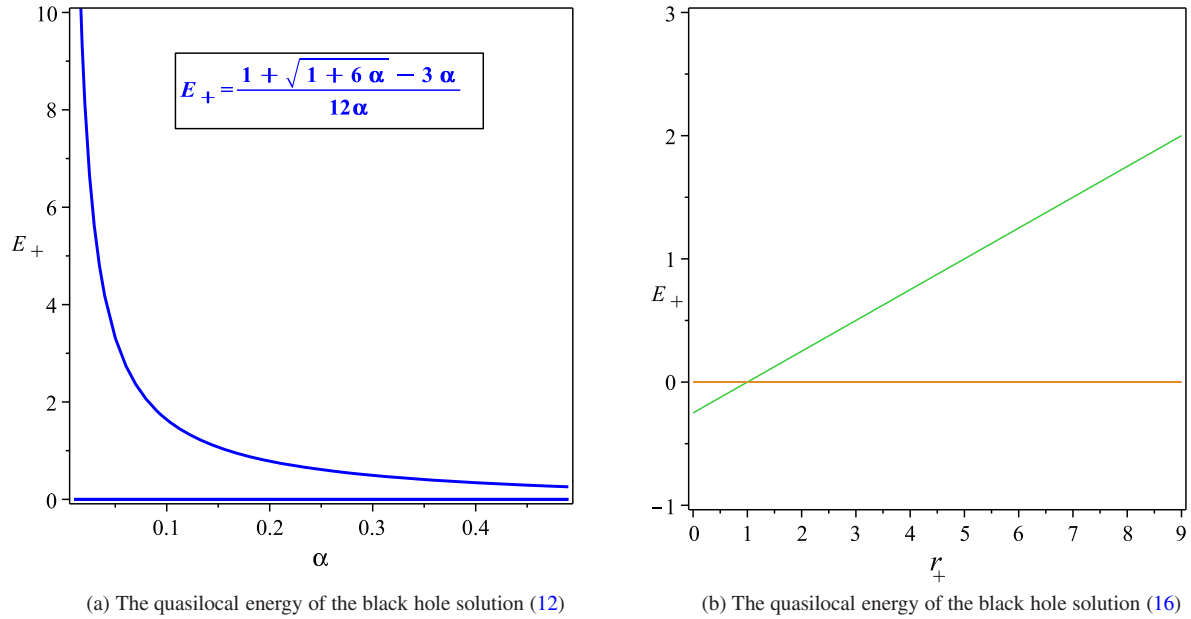 10
8
6
4
2
0
E +
E + = 1 + √ 1 + 6 α − 3 α
12α
0.1 0.2 0.3 0.4
α
(a) The quasilocal energy of the black hole solution (12)
3
2
1
0
−1
E +
0 1 2 3 4 5 6 7 8 9
r+
(b) The quasilocal energy of the black hole solution (16)